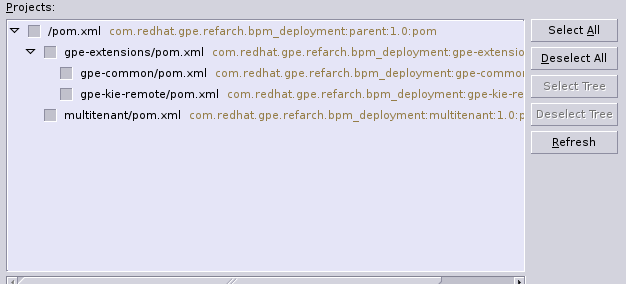 Projects:
/pom.xml com.redhat.gpe.refarch.bpm_deployment:parent:1.0:pom
Select All
gpe-extensions/pom.xml com.redhat.gpe.refarch.bpm_deployment:gpe-extensio
Deselect All
gpe-common/pom.xml com.redhat.gpe.refarch.bpm_deployment:gpe-common
Select Tree
gpe-kie-remote/pom.xml com.redhat.gpe.refarch.bpm_deployment:gpe-kie-re
Deselect Tree
multitenant/pom.xml com.redhat.gpe.refarch.bpm_deployment:multitenant:1.0:p
Refresh